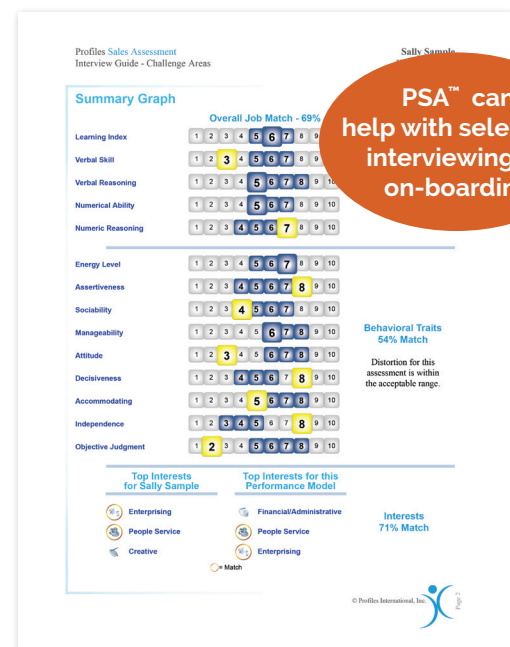 Profiles Sales Assessment
Interview Guide - Challenge Areas
Sally Sample
PSA™ can
help with sele
interviewing
on-boardin
Summary Graph
Overall Job Match - 69%
Learning Index 1 2 3 4 5 6 7 8 9
Verbal Skill 1 2 3 4 5 6 7 8 9
Verbal Reasoning 1 2 3 4 5 6 7 8 9 10
Numerical Ability 1 2 3 4 5 6 7 8 9 10
Numeric Reasoning 1 2 3 4 5 6 7 8 9 10
Energy Level 1 2 3 4 5 6 7 8 9 10
Assertiveness 1 2 3 4 5 6 7 8 9 10
Sociability 1 2 3 4 5 6 7 8 9 10
Manageability 1 2 3 4 5 6 7 8 9 10
Attitude 1 2 3 4 5 6 7 8 9 10
Decisiveness 1 2 3 4 5 6 7 8 9 10
Accommodating 1 2 3 4 5 6 7 8 9 10
Independence 1 2 3 4 5 6 7 8 9 10
Objective Judgment 1 2 3 4 5 6 7 8 9 10
Behavioral Traits
54% Match
Distortion for this
assessment is within
the acceptable range.
Top Interests
for Sally Sample
Enterprising
People Service
Creative
Top Interests for this
Performance Model
Financial/Administrative
People Service
Enterprising
= Match
Interests
71% Match
© Profiles International, Inc.
Page 2